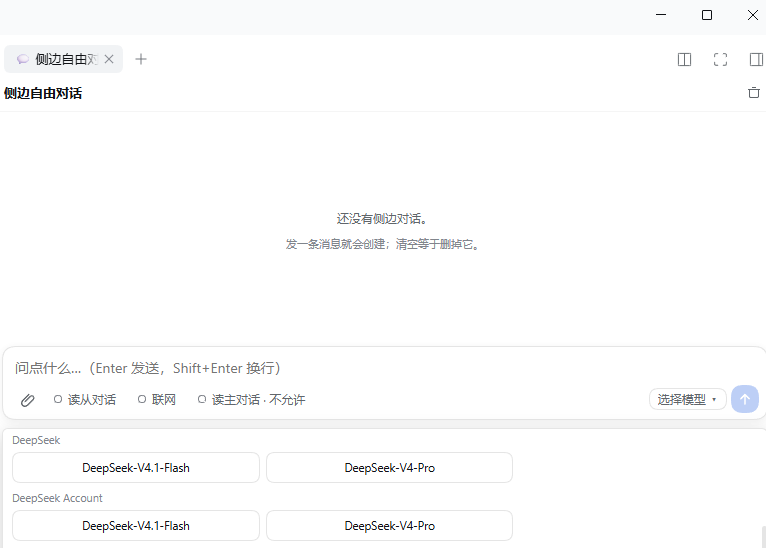 侧边自由对
侧边自由对话
还没有侧边对话。
发一条消息就会创建；清空等于删掉它。
问点什么...（Enter 发送，Shift+Enter 换行）
读从对话 联网 读主对话 · 不允许 选择模型
DeepSeek
DeepSeek-V4.1-Flash DeepSeek-V4-Pro
DeepSeek Account
DeepSeek-V4.1-Flash DeepSeek-V4-Pro